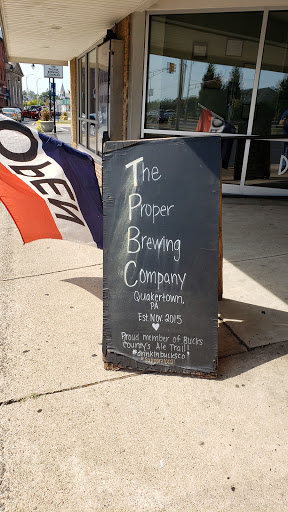 OPEN
The
Proper
Brewing
Company
Quakertown,
PA
Est. Nov. 2015
Proud member of Bucks
County's Ale Trail!
#drinkinbucksco